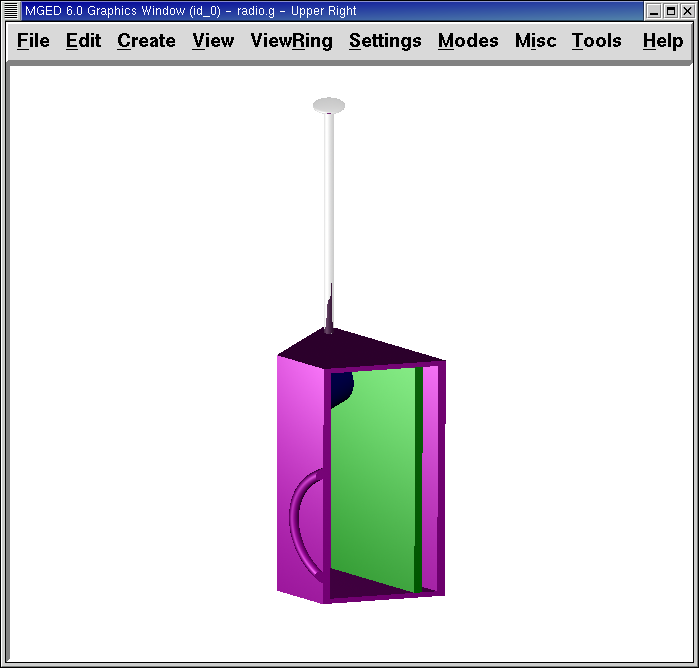 MGED 6.0 Graphics Window (id_0) – radio.g – Upper Right
File Edit Create View ViewRing Settings Modes Misc Tools Help